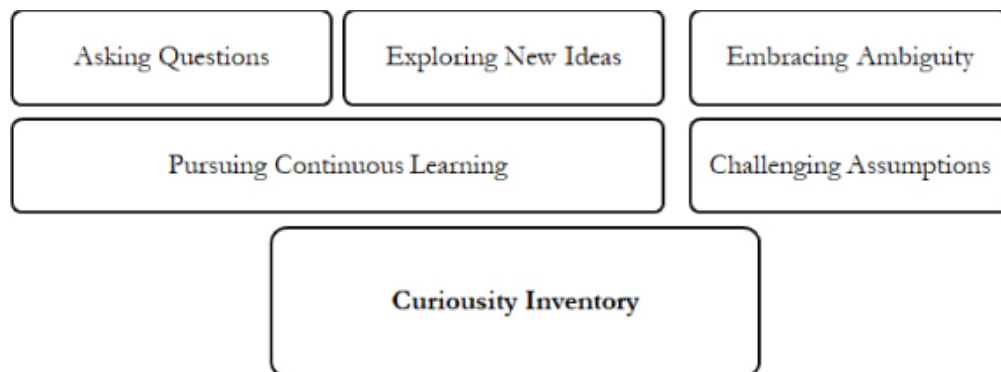 Asking Questions
Exploring New Ideas
Embracing Ambiguity
Pursuing Continuous Learning
Challenging Assumptions
Curiousity Inventory